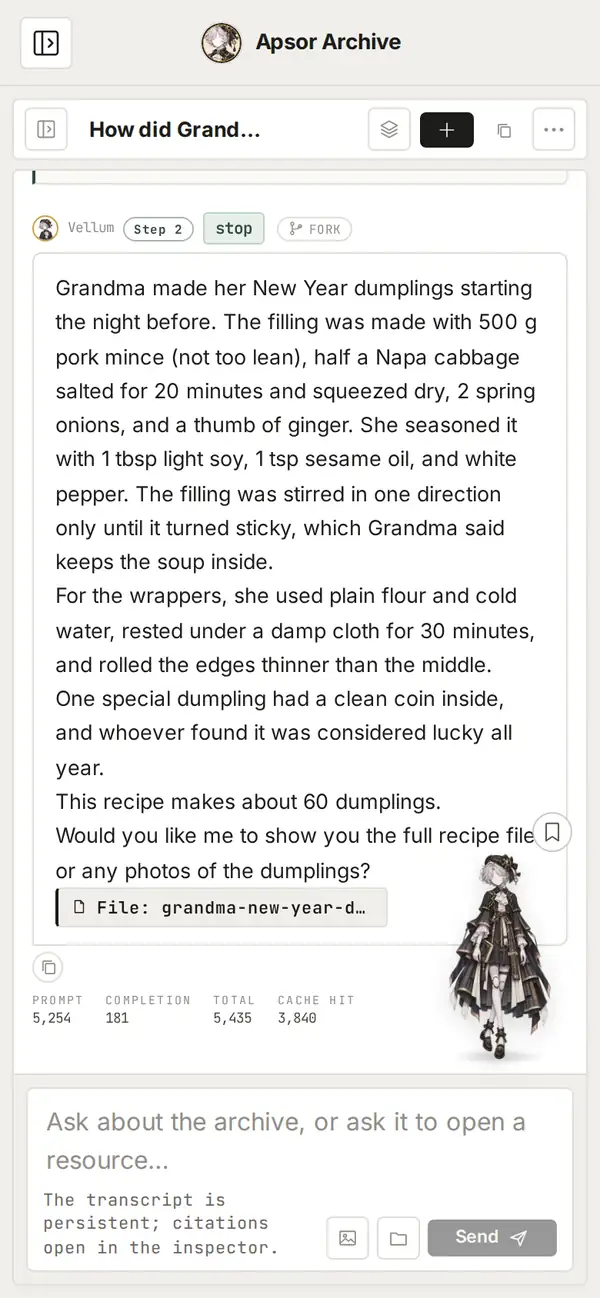 Apsor Archive
How did Grand...
Vellum Step 2 stop FORK
Grandma made her New Year dumplings starting
the night before. The filling was made with 500 g
pork mince (not too lean), half a Napa cabbage
salted for 20 minutes and squeezed dry, 2 spring
onions, and a thumb of ginger. She seasoned it
with 1 tbsp light soy, 1 tsp sesame oil, and white
pepper. The filling was stirred in one direction
only until it turned sticky, which Grandma said
keeps the soup inside.
For the wrappers, she used plain flour and cold
water, rested under a damp cloth for 30 minutes,
and rolled the edges thinner than the middle.
One special dumpling had a clean coin inside,
and whoever found it was considered lucky all
year.
This recipe makes about 60 dumplings.
Would you like me to show you the full recipe file
or any photos of the dumplings?
File: grandma-new-year-d…
PROMPT COMPLETION TOTAL CACHE HIT
5,254 181 5,435 3,840
Ask about the archive, or ask it to open a
resource...
The transcript is
persistent; citations
open in the inspector.
Send